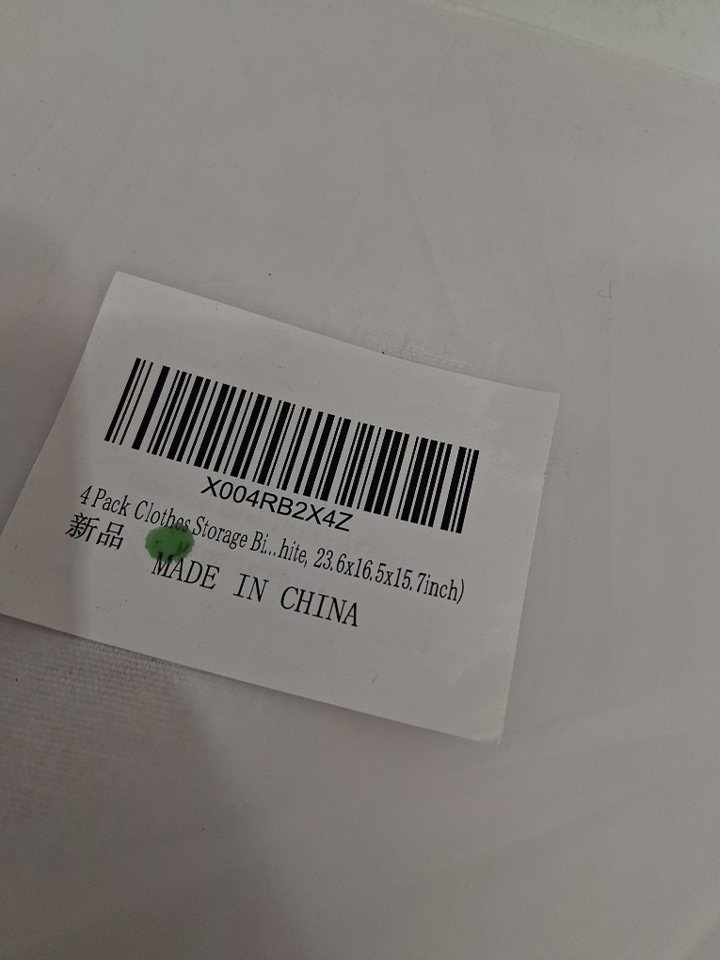 X004RB2X4Z
4 Pack Clothes Storage Bi...hite, 23.6x16.5x15.7inch)
新品
MADE IN CHINA